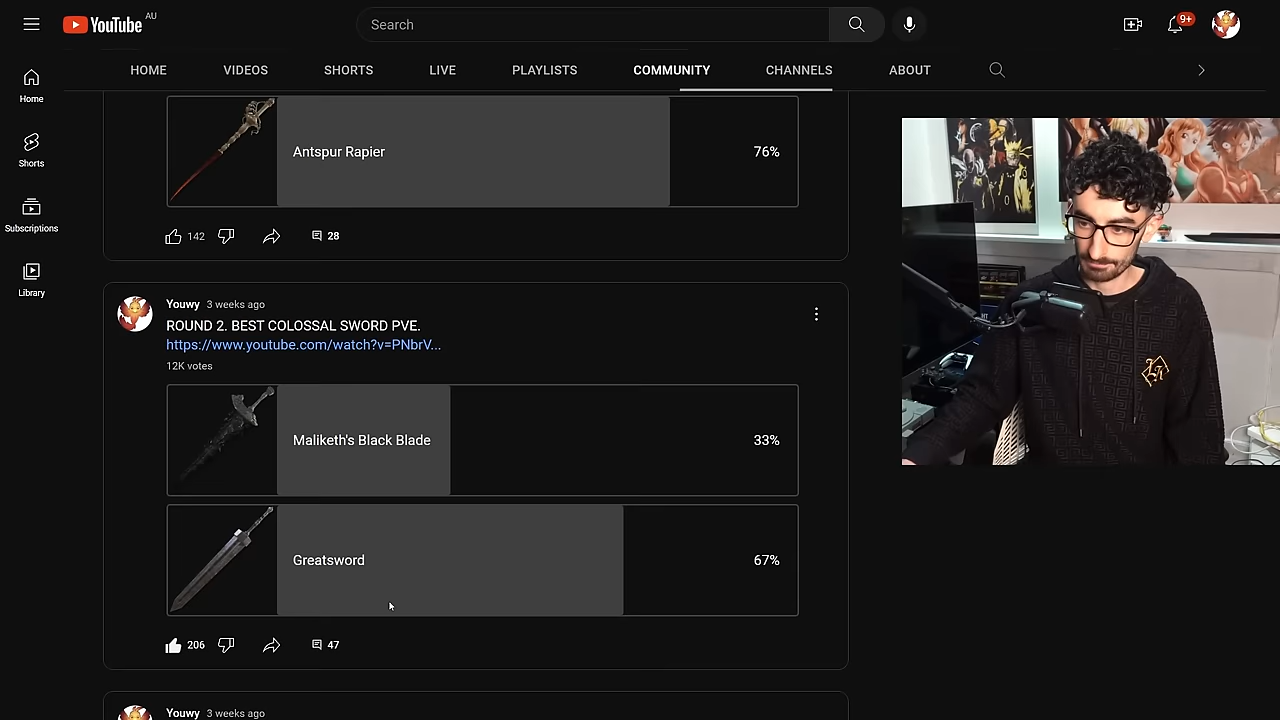 YouTube AU
Search
9+
HOME VIDEOS SHORTS LIVE PLAYLISTS COMMUNITY CHANNELS ABOUT
Home
Shorts
Subscriptions
Library
Antspur Rapier 76%
142 28
Youwy 3 weeks ago
ROUND 2. BEST COLOSSAL SWORD PVE.
https://www.youtube.com/watch?v=PNbrV...
12K votes
Maliketh's Black Blade 33%
Greatsword 67%
206 47
Youwy 3 weeks ago